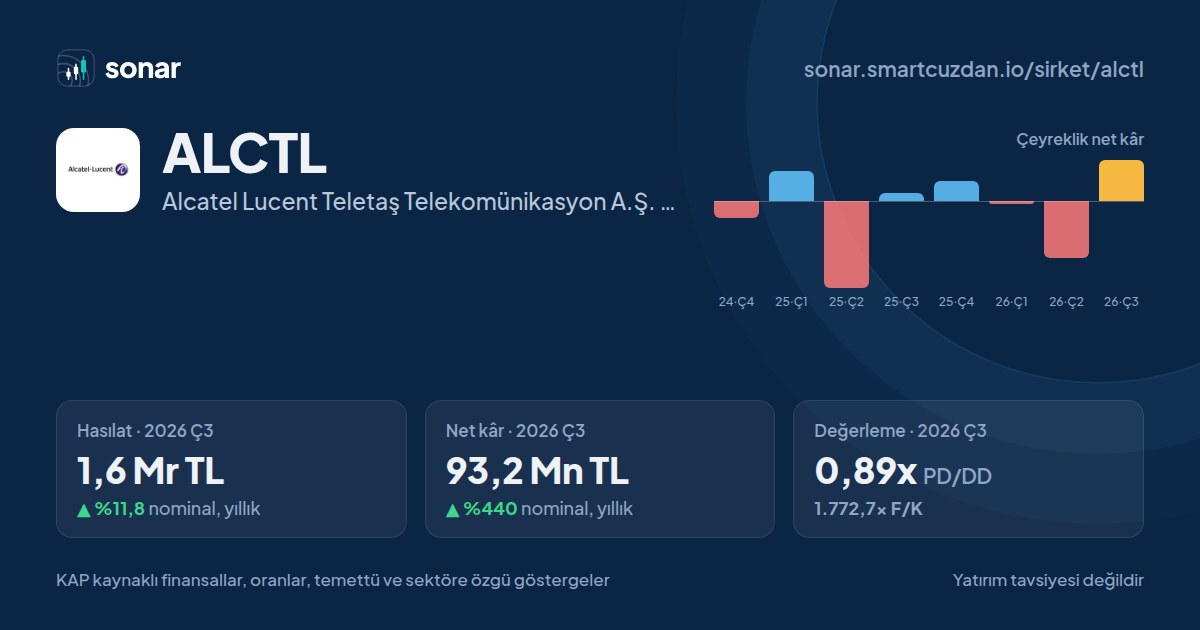 sonar
sonar.smartcuzdan.io/sirket/alctl
Alcatel-Lucent
ALCTL
Alcatel Lucent Teletaş Telekomünikasyon A.Ş. ...
Çeyreklik net kâr
24·Ç4 25·Ç1 25·Ç2 25·Ç3 25·Ç4 26·Ç1 26·Ç2 26·Ç3
Hasılat · 2026 Ç3
1,6 Mr TL
▲ %11,8 nominal, yıllık
Net kâr · 2026 Ç3
93,2 Mn TL
▲ %440 nominal, yıllık
Değerleme · 2026 Ç3
0,89x PD/DD
1.772,7x F/K
KAP kaynaklı finansallar, oranlar, temettü ve sektöre özgü göstergeler
Yatırım tavsiyesi değildir